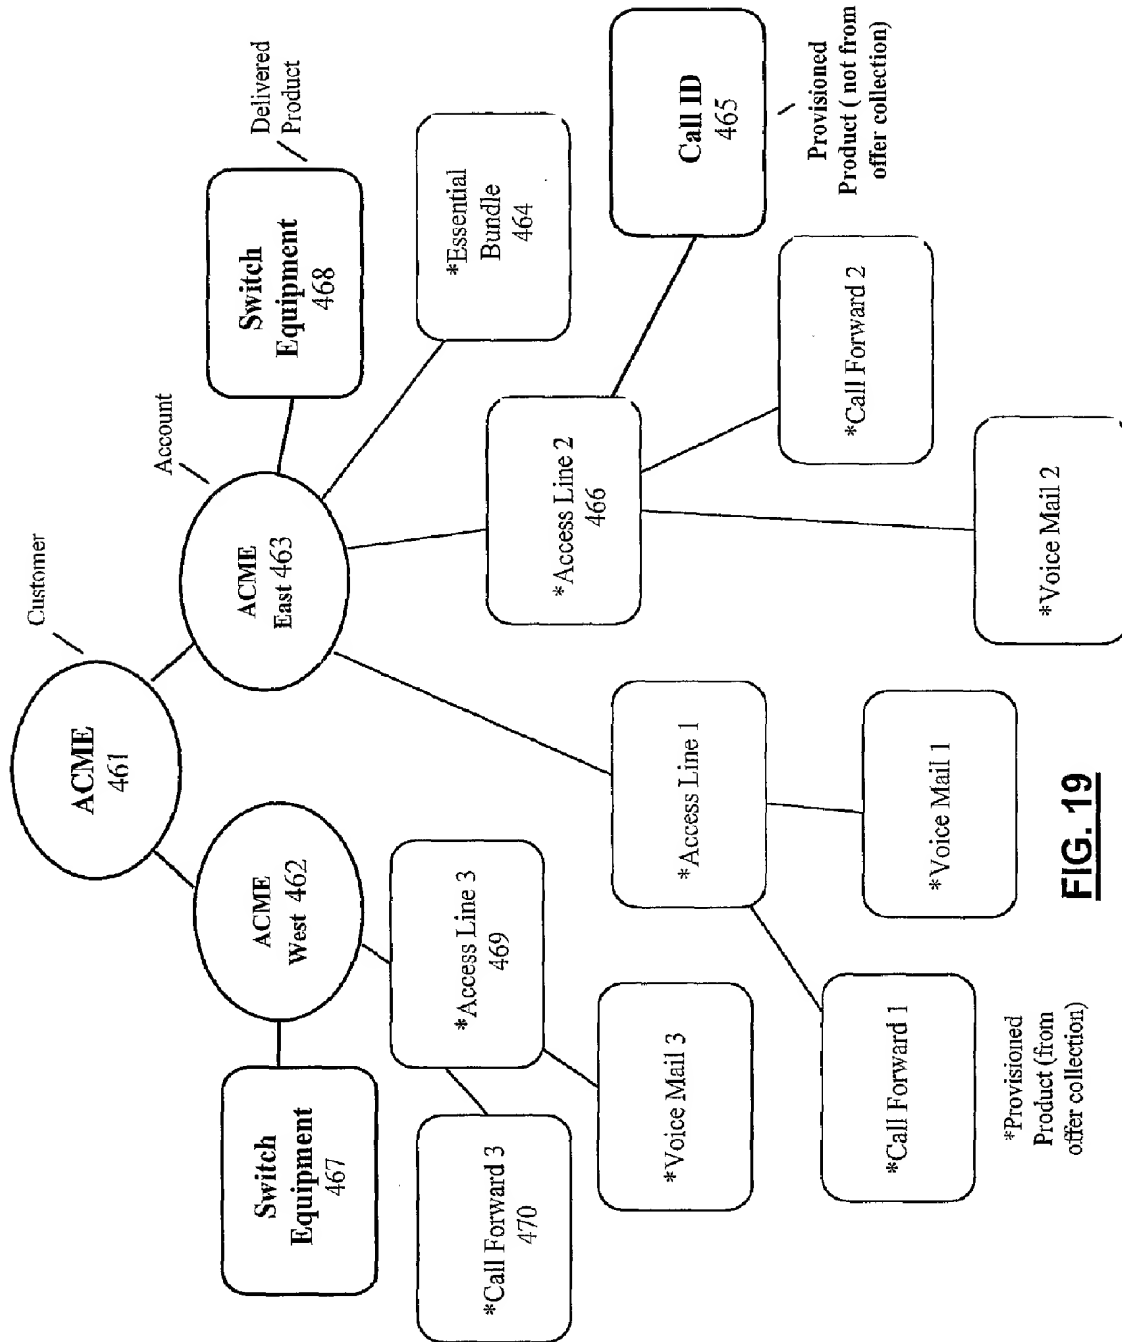 Customer
ACME
461
Account
ACME
West 462
ACME
East 463
Delivered
Product
Switch
Equipment
467
Switch
Equipment
468
*Call Forward 3
470
*Access Line 3
469
*Essential
Bundle
464
*Voice Mail 3
*Access Line 1
*Access Line 2
466
Call ID
465
*Call Forward 1
*Voice Mail 1
*Voice Mail 2
*Call Forward 2
Provisioned
Product ( not from
offer collection)
*Provisioned
Product (from
offer collection)
FIG. 19